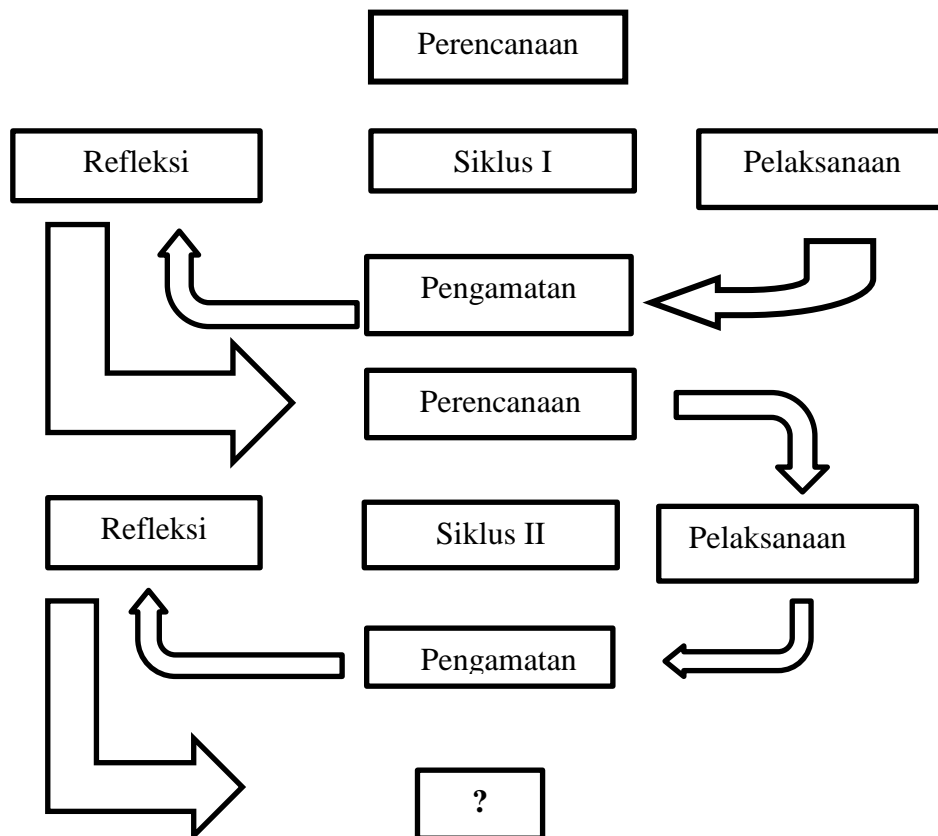 Perencanaan
Refleksi
Siklus I
Pelaksanaan
Pengamatan
Perencanaan
Refleksi
Siklus II
Pelaksanaan
Pengamatan
?